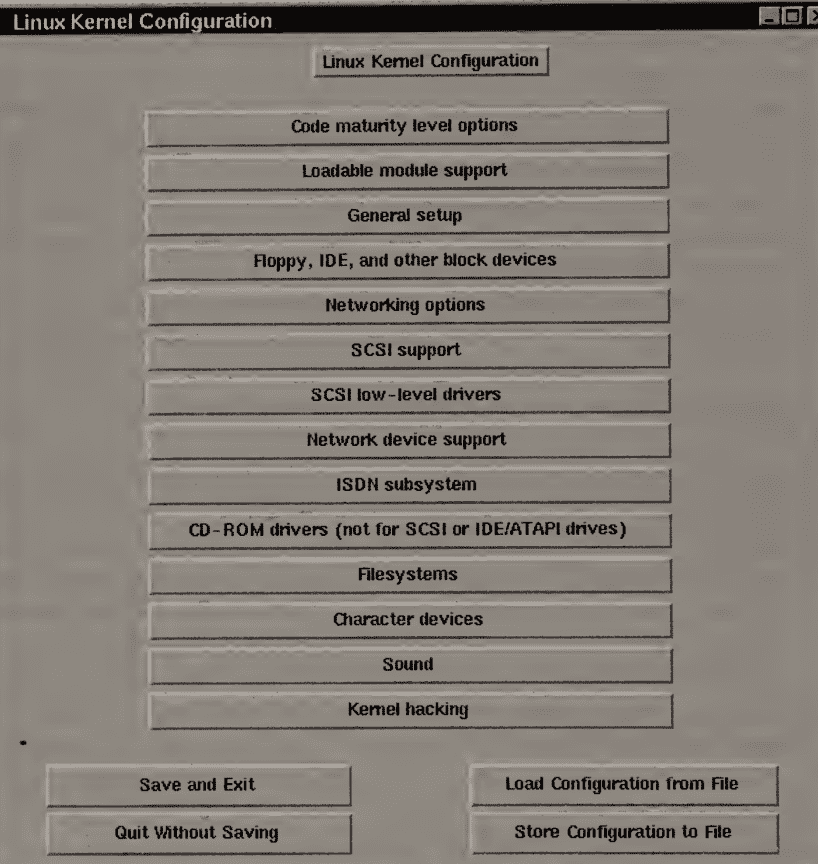 Linux Kernel Configuration
Linux Kernel Configuration
Code maturity level options
Loadable module support
General setup
Floppy, IDE, and other block devices
Networking options
SCSI support
SCSI low-level drivers
Network device support
ISDN subsystem
CD-ROM drivers (not for SCSI or IDE/ATAPI drives)
Filesystems
Character devices
Sound
Kernel hacking
Save and Exit
Load Configuration from File
Quit Without Saving
Store Configuration to File